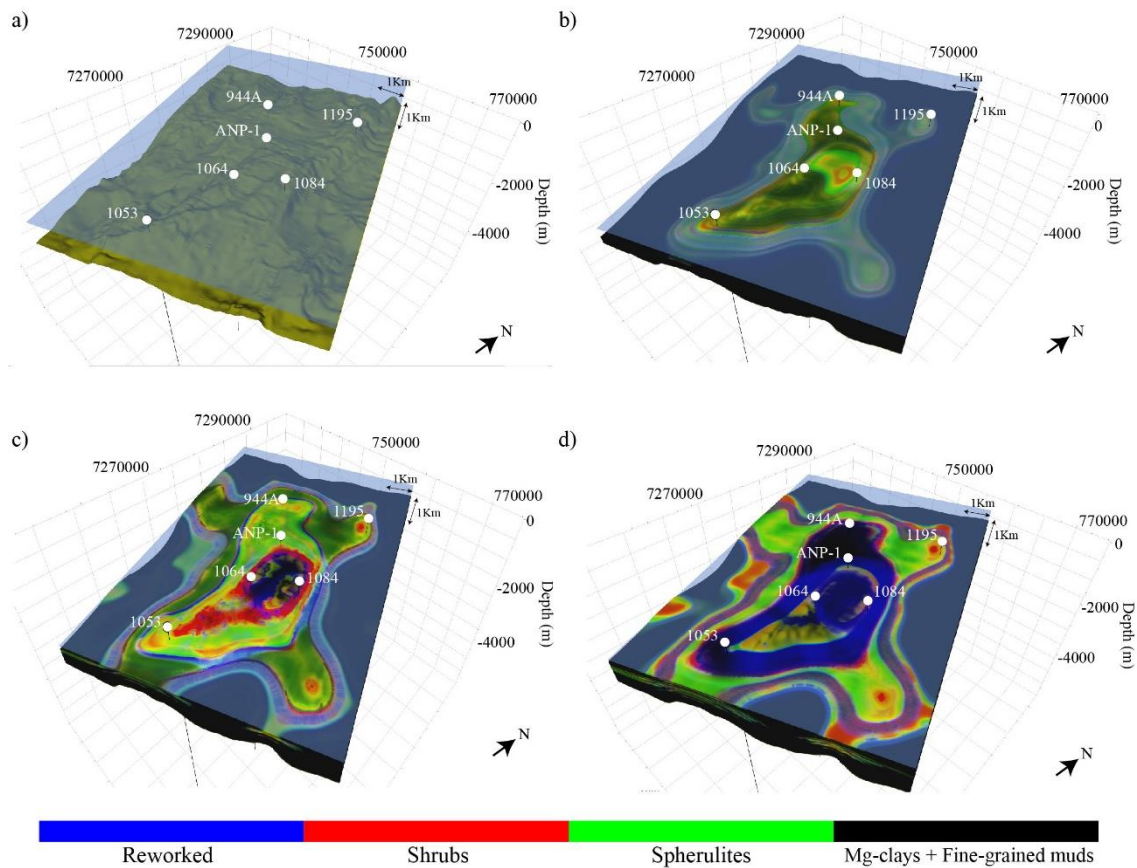 a)
7290000
750000
7270000
1Km
770000
1Km
944A
1195
0
ANP-1
1064
1084
-2000
Depth (m)
1053
-4000
N
b)
7290000
750000
7270000
1Km
770000
1Km
944A
1195
0
ANP-1
1064
1084
-2000
Depth (m)
1053
-4000
N
c)
7290000
750000
7270000
1Km
770000
1Km
944A
1195
0
ANP-1
1064
1084
-2000
Depth (m)
1053
-4000
N
d)
7290000
750000
7270000
1Km
770000
1Km
944A
1195
0
ANP-1
1064
1084
-2000
Depth (m)
1053
-4000
N
Reworked
Shrubs
Spherulites
Mg-clays + Fine-grained muds